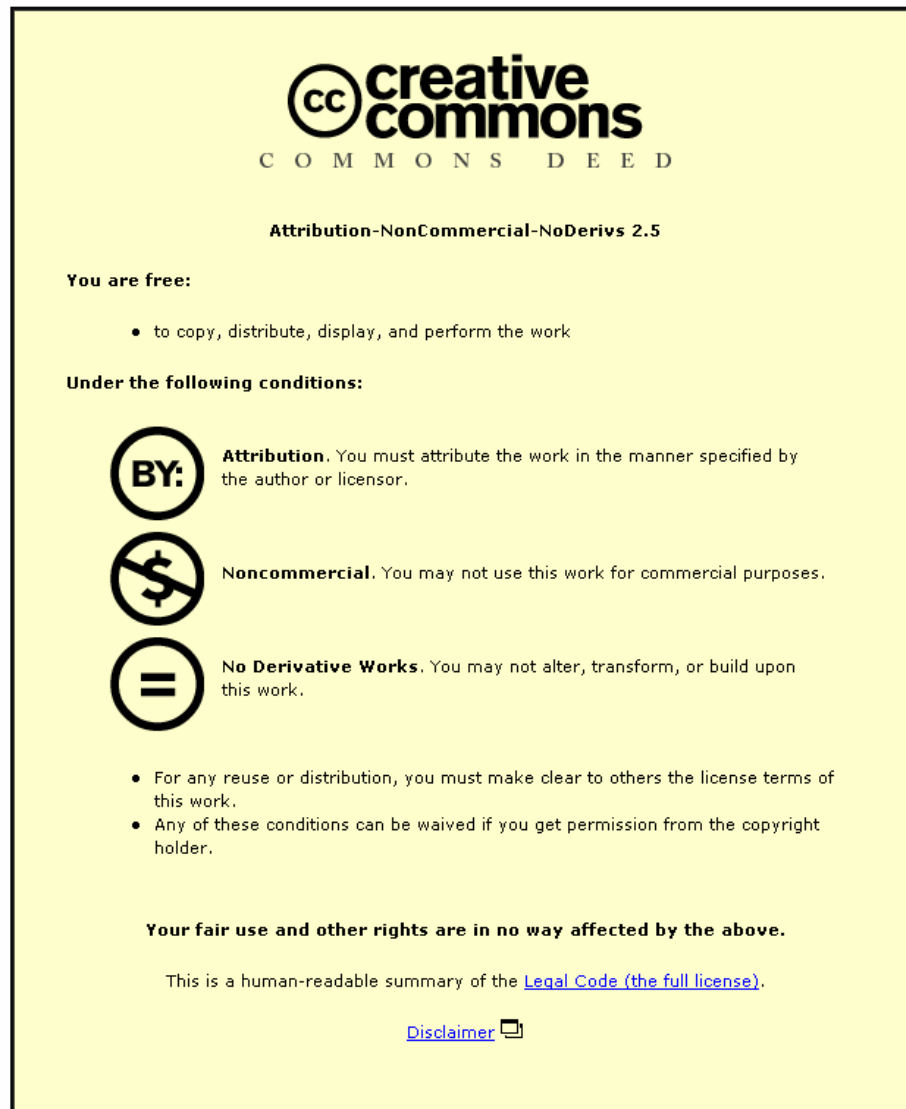 cc creative
commons
COMMONS DEED
Attribution-NonCommercial-NoDerivs 2.5
You are free:
• to copy, distribute, display, and perform the work
Under the following conditions:
BY:
Attribution. You must attribute the work in the manner specified by
the author or licensor.
$
Noncommercial. You may not use this work for commercial purposes.
=
No Derivative Works. You may not alter, transform, or build upon
this work.
• For any reuse or distribution, you must make clear to others the license terms of
this work.
• Any of these conditions can be waived if you get permission from the copyright
holder.
Your fair use and other rights are in no way affected by the above.
This is a human-readable summary of the Legal Code (the full license).
Disclaimer